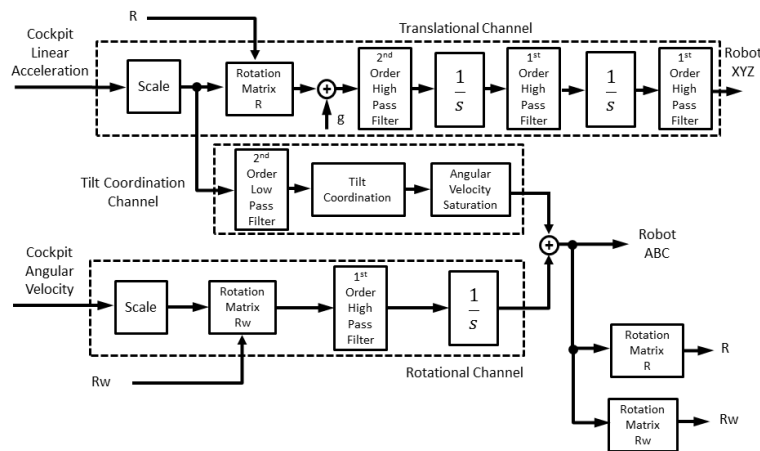 R
Translational Channel
Cockpit
Linear
Acceleration
Scale
Rotation
Matrix
R
+
g
2nd
Order
High
Pass
Filter
1
s
1st
Order
High
Pass
Filter
1
s
1st
Order
High
Pass
Filter
Robot
XYZ
Tilt Coordination
Channel
2nd
Order
Low
Pass
Filter
Tilt
Coordination
Angular
Velocity
Saturation
+
Robot
ABC
Cockpit
Angular
Velocity
Scale
Rotation
Matrix
Rw
1st
Order
High
Pass
Filter
1
s
Rotational Channel
Rw
Rotation
Matrix
R
R
Rotation
Matrix
Rw
Rw